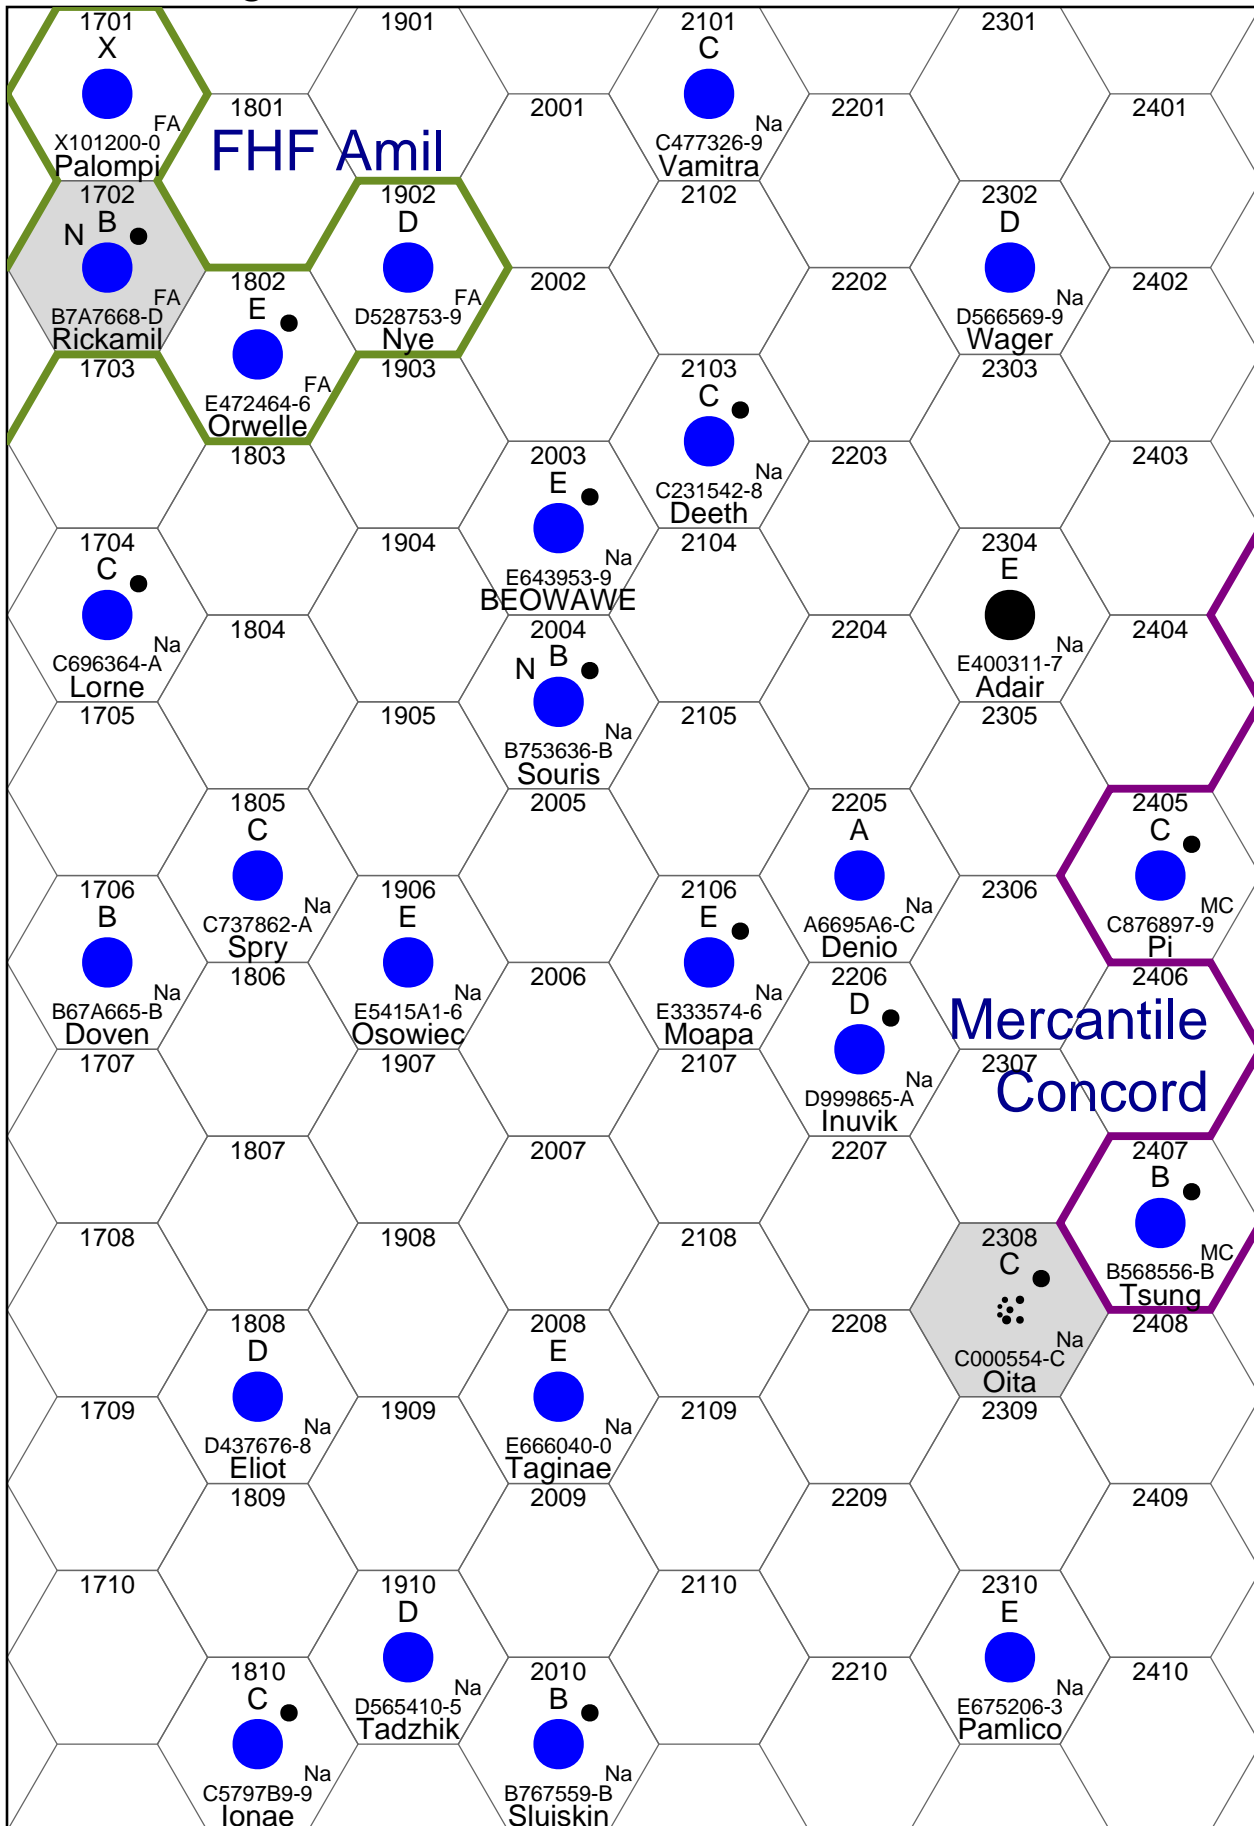 1701
X
X101200-0
FA
Palompi
1901
2101
C
C477326-9
Na
Vamitra
2301
1801
2001
2201
2401
FHF Amil
1702
N
B
B7A7668-D
FA
Rickamil
1902
D
D528753-9
FA
Nye
2102
2302
D
D566569-9
Na
Wager
1802
E
E472464-6
FA
Orwelle
2002
2202
2402
1703
1903
2103
C
C231542-8
Na
Deeth
2303
1803
2003
E
E643953-9
Na
BEOWAWE
2203
2403
1704
C
C696364-A
Na
Lorne
1904
2104
2304
E
E400311-7
Na
Adair
1804
2004
N
B
B753636-B
Na
Souris
2204
2404
1705
1905
2105
2305
1805
C
C737862-A
Na
Spry
2005
2205
A
A6695A6-C
Na
Denio
2405
C
C876897-9
MC
Pi
1706
B
B67A665-B
Na
Doven
1906
E
E5415A1-6
Na
Osowiec
2106
E
E333574-6
Na
Moapa
2306
1806
2006
2206
D
D999865-A
Na
Inuvik
2406
Mercantile
Concord
1707
1907
2107
2307
1807
2007
2207
2407
B
B568556-B
MC
Tsung
1708
1908
2108
2308
C
C000554-C
Na
Oita
1808
D
D437676-8
Na
Eliot
2008
E
E666040-0
Na
Taginae
2208
2408
1709
1909
2109
2309
1809
2009
2209
2409
1710
1910
D
D565410-5
Na
Tadzhik
2110
2310
E
E675206-3
Na
Pamlico
1810
C
C5797B9-9
Na
Ionae
2010
B
B767559-B
Na
Sluiskin
2210
2410